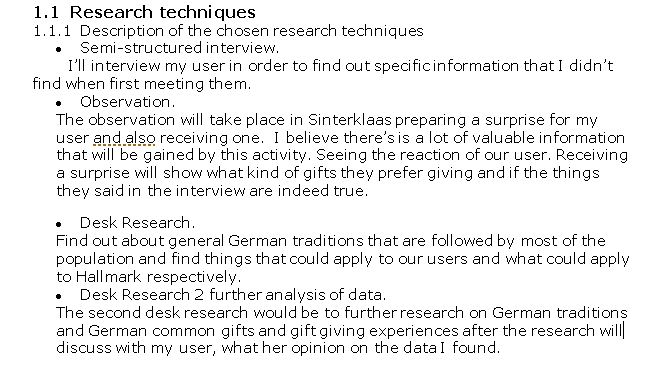 1.1 Research techniques
1.1.1 Description of the chosen research techniques
• Semi-structured interview.
I'll interview my user in order to find out specific information that I didn't
find when first meeting them.
• Observation.
The observation will take place in Sinterklaas preparing a surprise for my
user and also receiving one. I believe there's is a lot of valuable information
that will be gained by this activity. Seeing the reaction of our user. Receiving
a surprise will show what kind of gifts they prefer giving and if the things
they said in the interview are indeed true.
• Desk Research.
Find out about general German traditions that are followed by most of the
population and find things that could apply to our users and what could apply
to Hallmark respectively.
• Desk Research 2 further analysis of data.
The second desk research would be to further research on German traditions
and German common gifts and gift giving experiences after the research will
discuss with my user, what her opinion on the data I found.